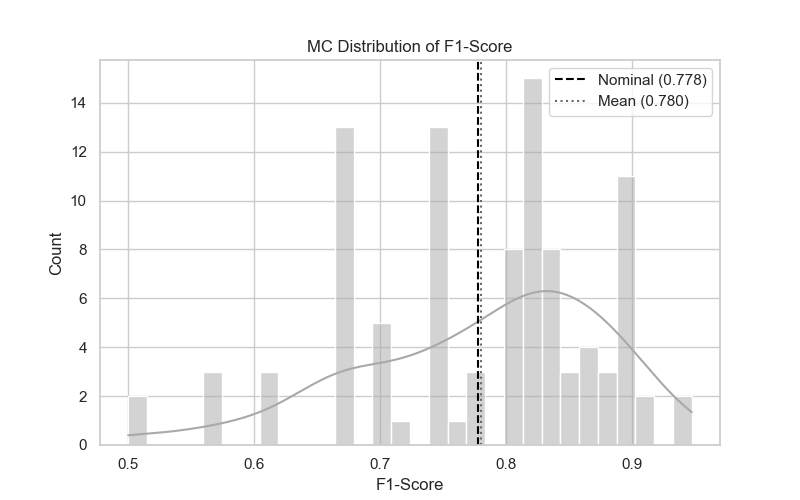 MC Distribution of F1-Score
Nominal (0.778)
Mean (0.780)
Count
14
12
10
8
6
4
2
0
0.5 0.6 0.7 0.8 0.9
F1-Score